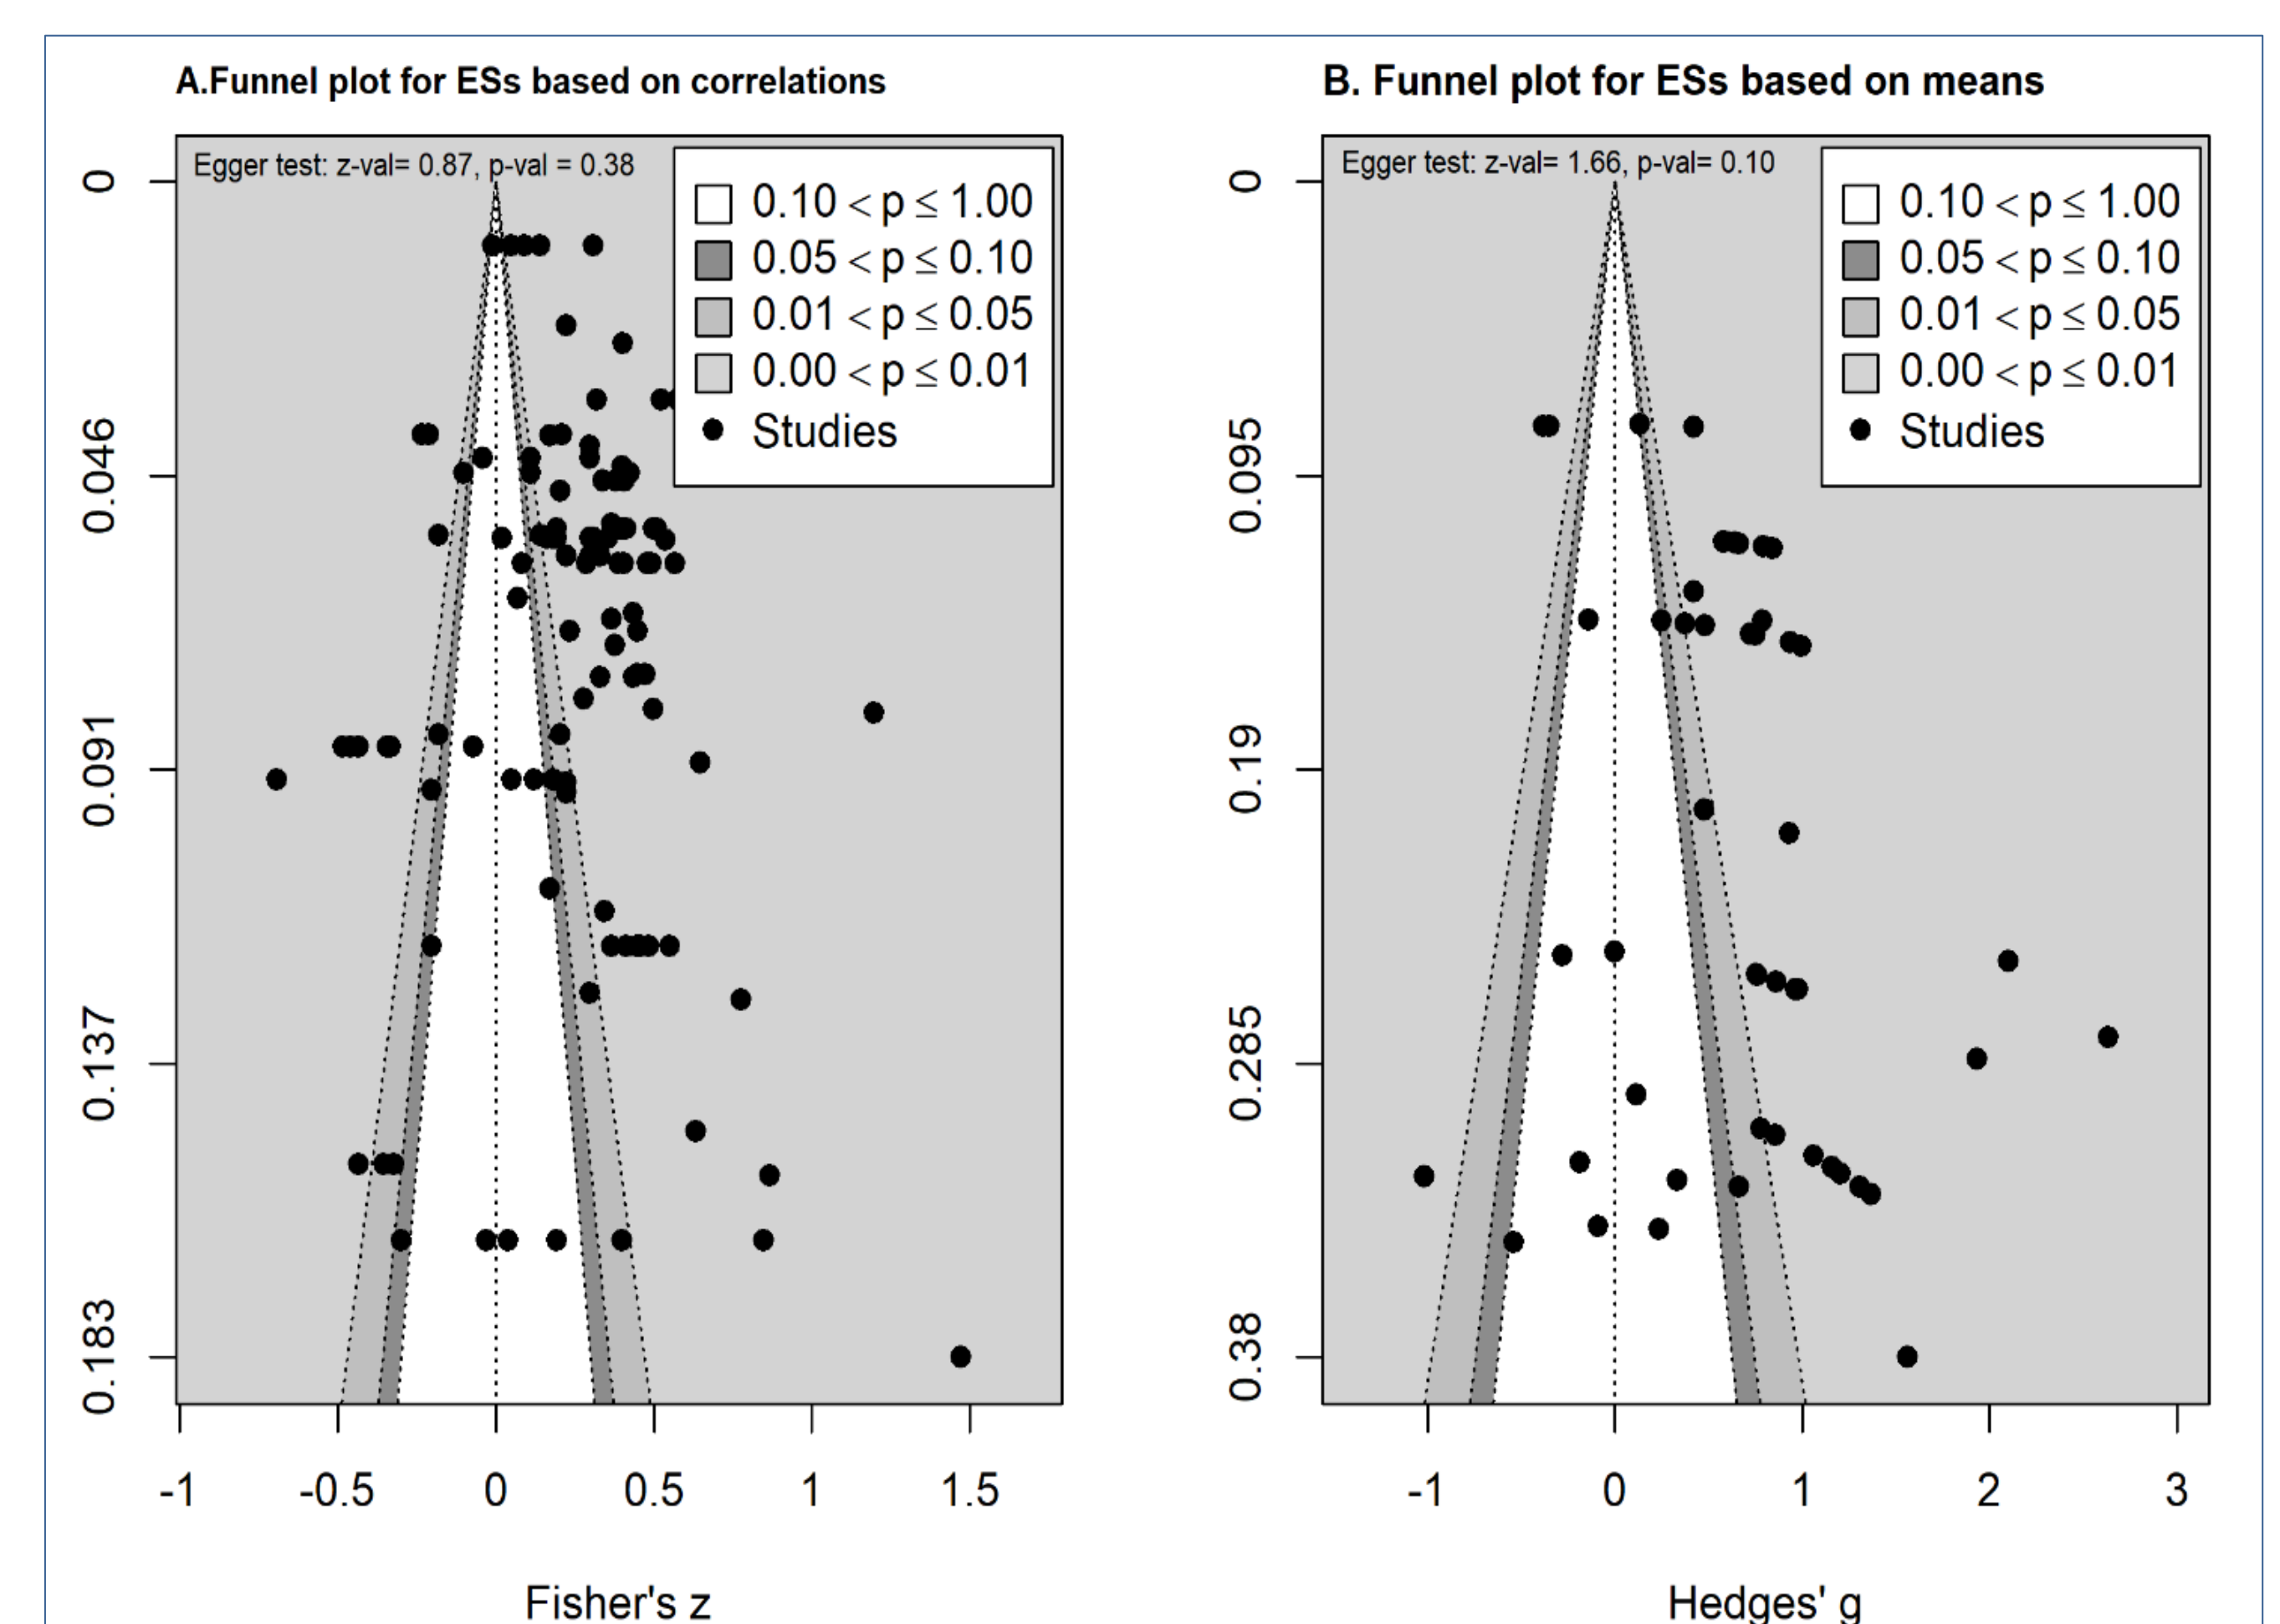 A.Funnel plot for ESs based on correlations
Egger test: z-val= 0.87, p-val = 0.38
0.10 < p ≤ 1.00
0.05 < p ≤ 0.10
0.01 < p ≤ 0.05
0.00 < p ≤ 0.01
Studies
0
0.046
0.091
0.137
0.183
-1 -0.5 0 0.5 1 1.5
Fisher's z
B. Funnel plot for ESs based on means
Egger test: z-val= 1.66, p-val= 0.10
0.10 < p ≤ 1.00
0.05 < p ≤ 0.10
0.01 < p ≤ 0.05
0.00 < p ≤ 0.01
Studies
0
0.095
0.19
0.285
0.38
-1 0 1 2 3
Hedges' g